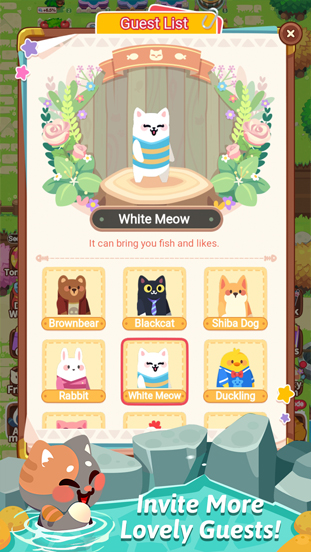 Guest List
White Meow
It can bring you fish and likes.
Brownbear Blackcat Shiba Dog
Rabbit White Meow Duckling
Invite More
Lovely Guests!